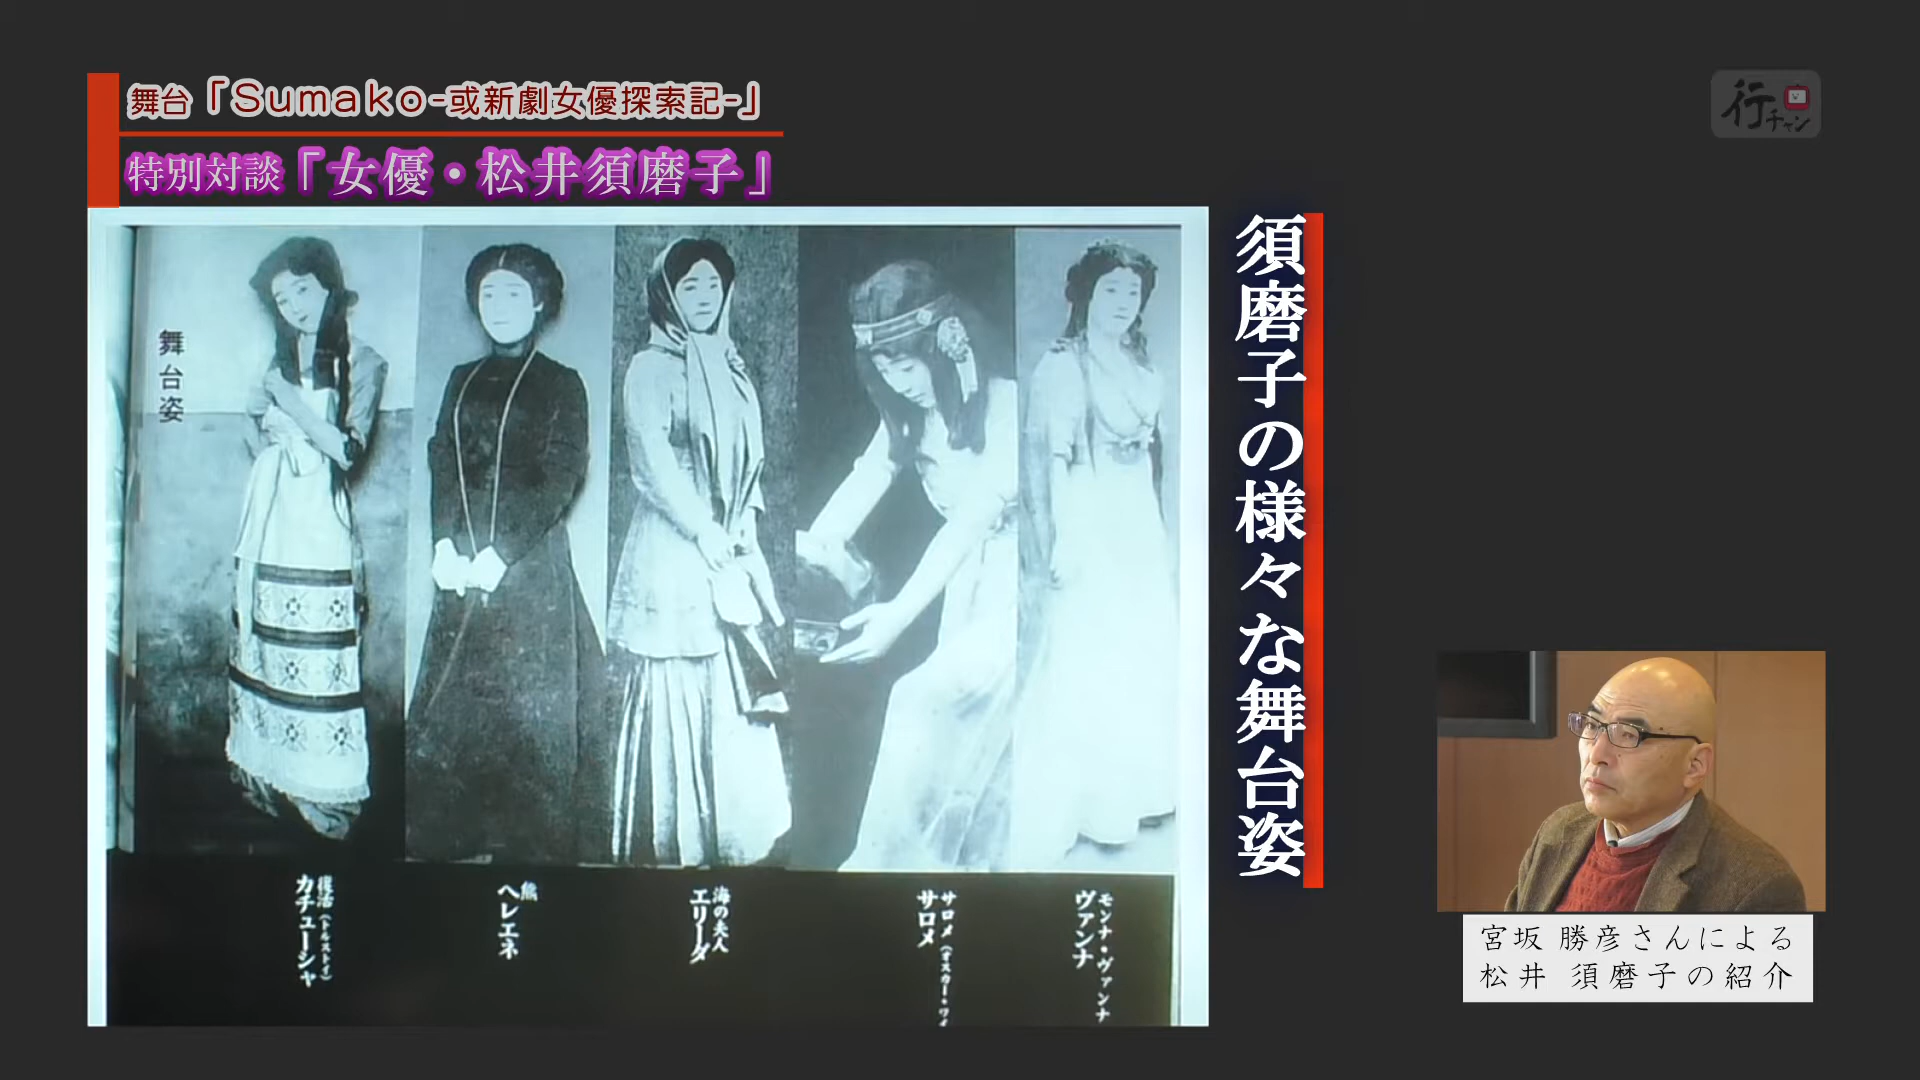 舞台「Sumako-或新劇女優探索記-」
特別対談「女優・松井須磨子」
行チャン
須磨子の様々な舞台姿
舞台姿
復活(トルストイ)
カチューシャ
熊
ヘレエネ
海の夫人
エリーダ
サロメ(オスカー・ワイ
サロメ
モンナ・ヴァンナ
ヴァンナ
宮坂 勝彦さんによる
松井 須磨子の紹介